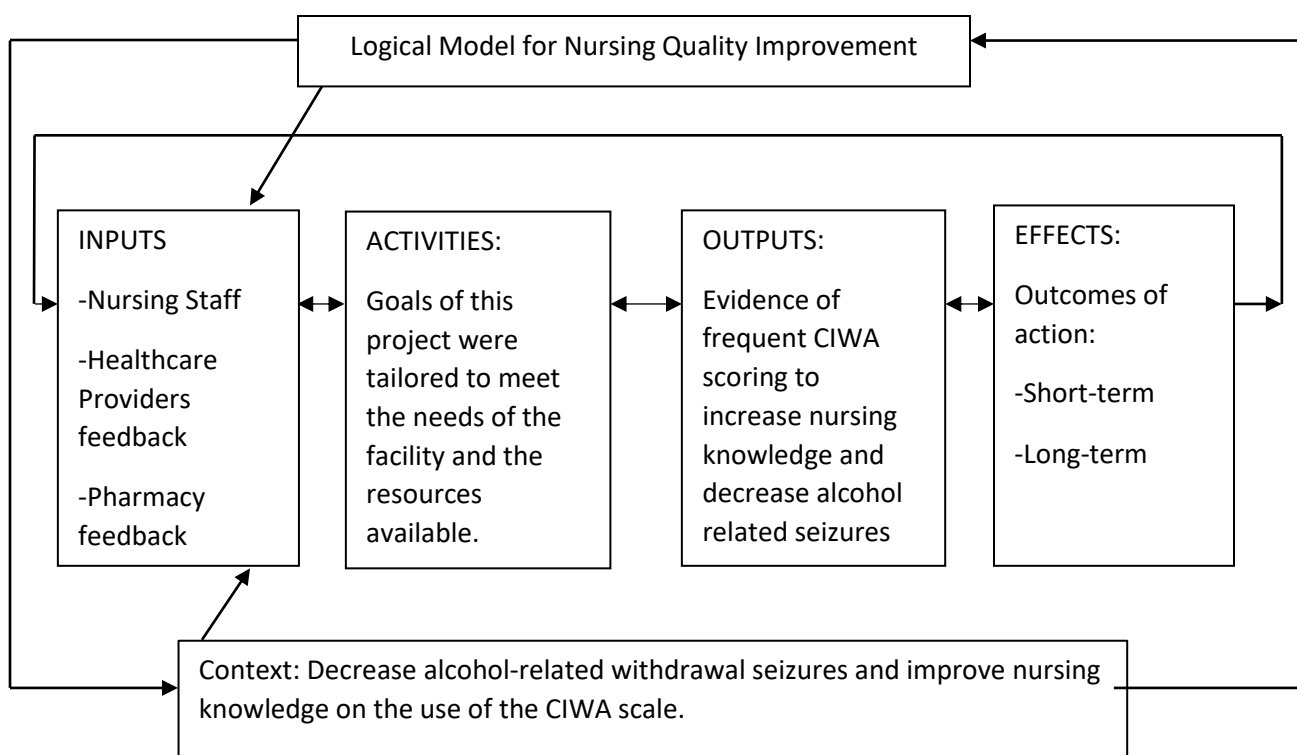 Logical Model for Nursing Quality Improvement
INPUTS
-Nursing Staff
-Healthcare
Providers
feedback
-Pharmacy
feedback
ACTIVITIES:
Goals of this
project were
tailored to meet
the needs of the
facility and the
resources
available.
OUTPUTS:
Evidence of
frequent CIWA
scoring to
increase nursing
knowledge and
decrease alcohol
related seizures
EFFECTS:
Outcomes of
action:
-Short-term
-Long-term
Context: Decrease alcohol-related withdrawal seizures and improve nursing
knowledge on the use of the CIWA scale.